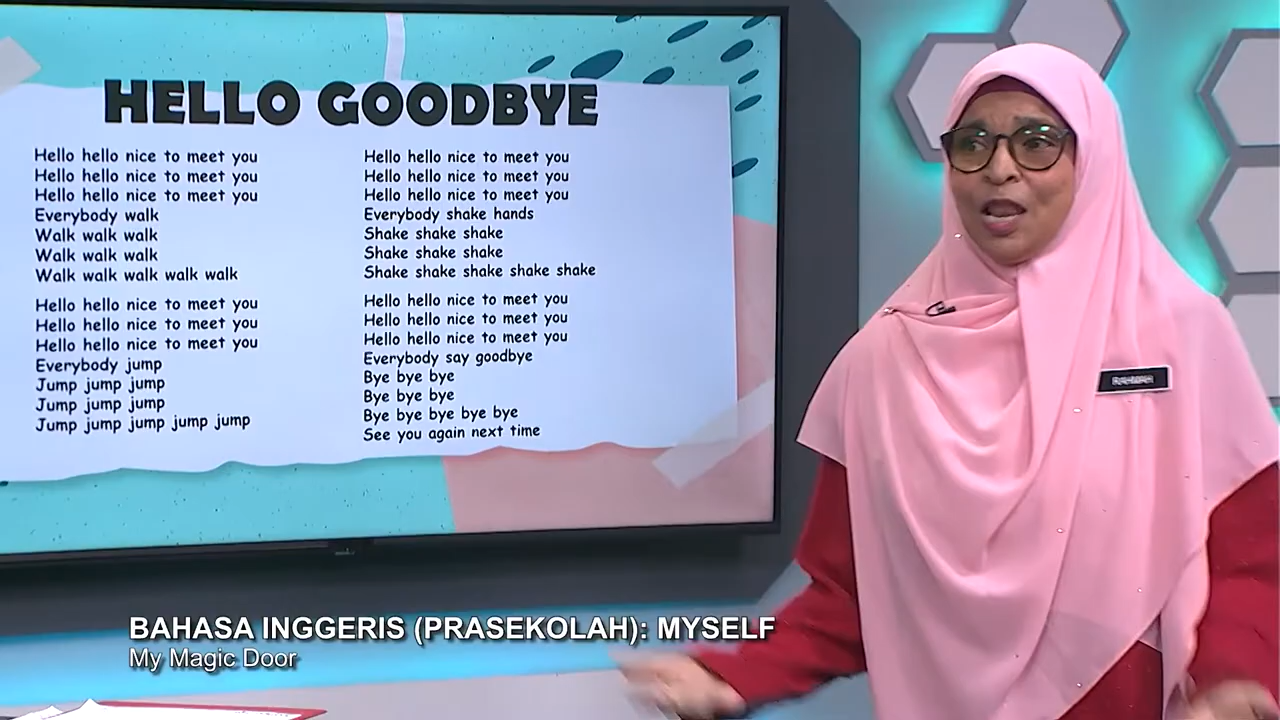 HELLO GOODBYE
Hello hello nice to meet you
Hello hello nice to meet you
Hello hello nice to meet you
Everybody walk
Walk walk walk
Walk walk walk
Walk walk walk walk walk
Hello hello nice to meet you
Hello hello nice to meet you
Hello hello nice to meet you
Everybody jump
Jump jump jump
Jump jump jump
Jump jump jump jump jump
Hello hello nice to meet you
Hello hello nice to meet you
Hello hello nice to meet you
Everybody shake hands
Shake shake shake
Shake shake shake
Shake shake shake shake shake
Hello hello nice to meet you
Hello hello nice to meet you
Hello hello nice to meet you
Everybody say goodbye
Bye bye bye
Bye bye bye
Bye bye bye bye bye
See you again next time
BAHASA INGGERIS (PRASEKOLAH): MYSELF
My Magic Door